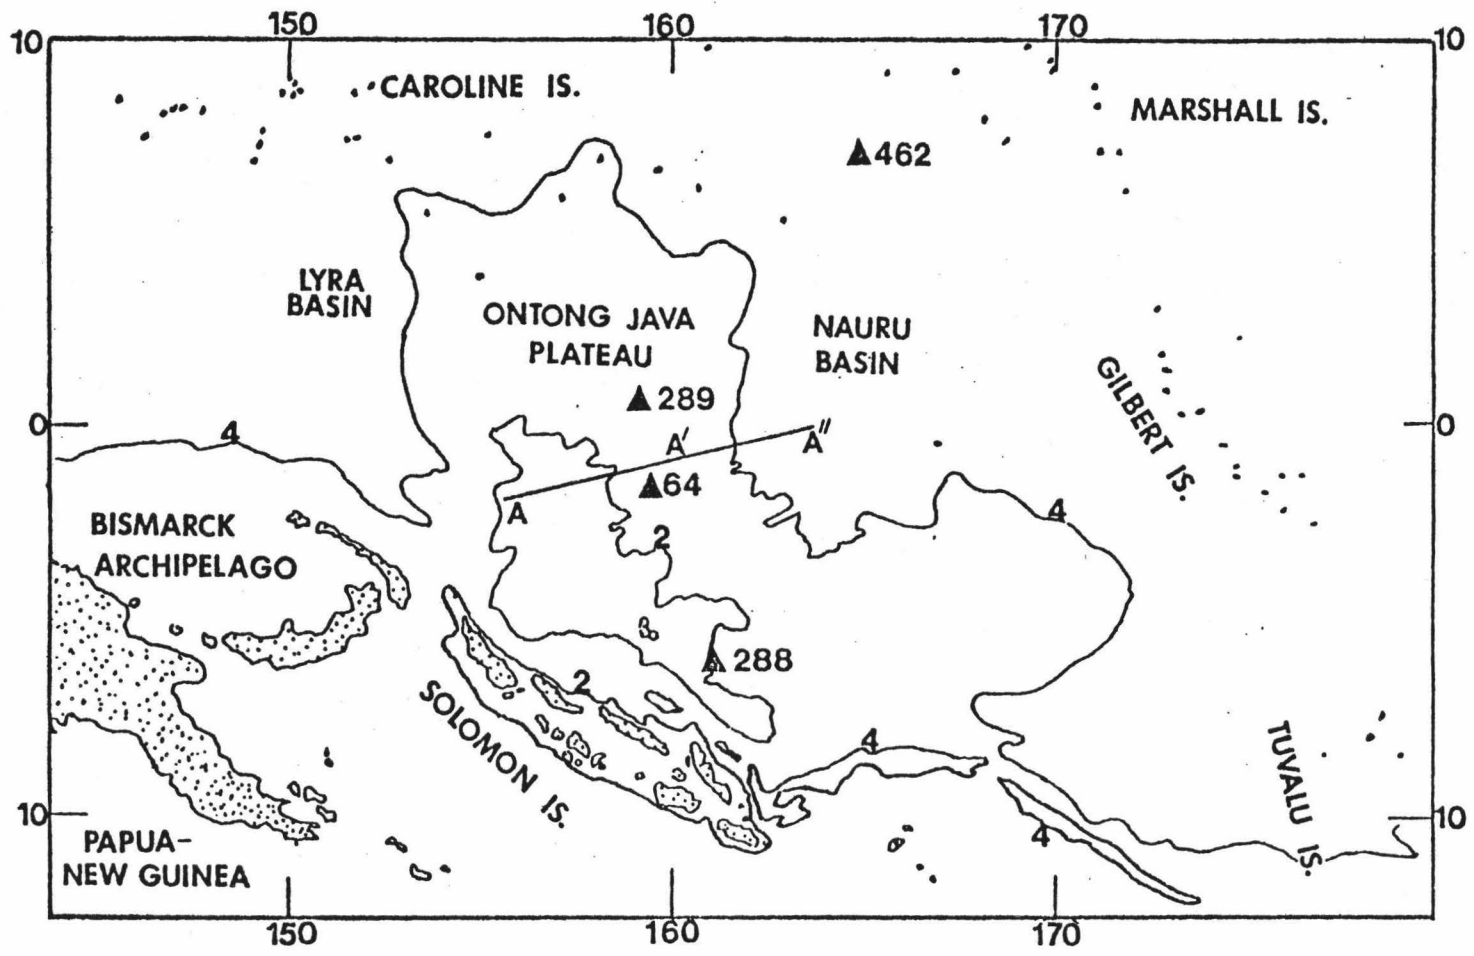 150 160 170
10 10
CAROLINE IS.
MARSHALL IS.
462
LYRA
BASIN
ONTONG JAVA
PLATEAU
NAURU
BASIN
GILBERT IS.
289
0 0
4
A′
A″
64
A
4
2
BISMARCK
ARCHIPELAGO
288
2
SOLOMON IS.
4
TUVALU IS.
10 10
4
PAPUA-
NEW GUINEA
150 160 170